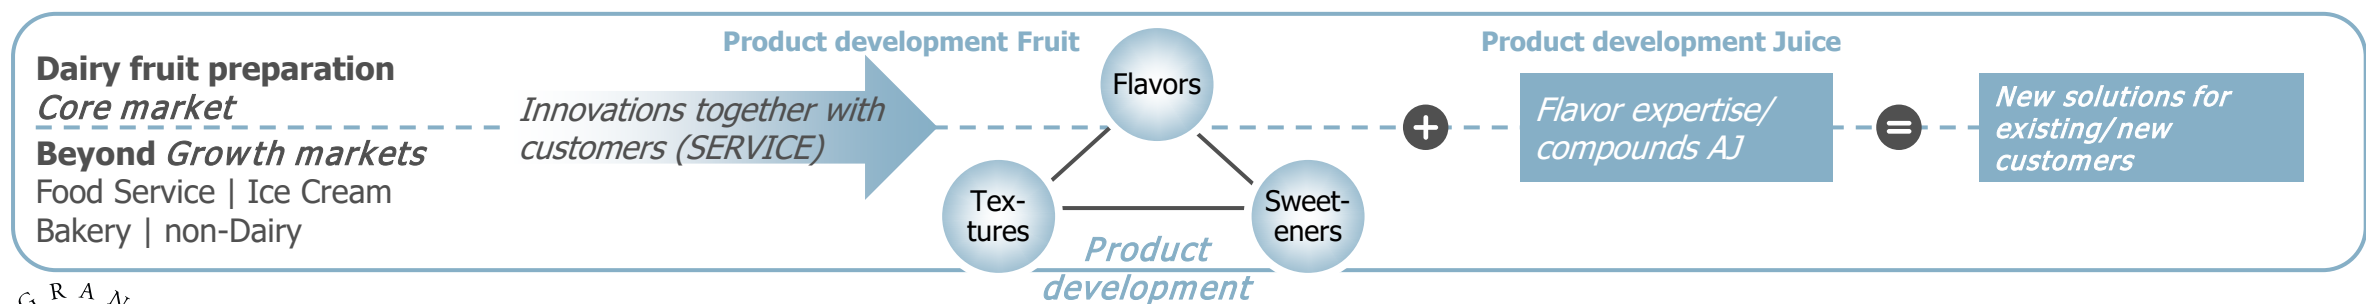 Dairy fruit preparation
Core market
Beyond Growth markets
Food Service | Ice Cream
Bakery | non-Dairy
Innovations together with
customers (SERVICE)
Product development Fruit
Flavors
Tex-
tures
Sweet-
eners
Product
development
+
Product development Juice
Flavor expertise/
compounds AJ
=
New solutions for
existing/new
customers
G R A N